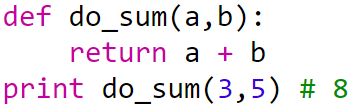 def do_sum(a,b):
    return a + b
print do_sum(3,5) # 8